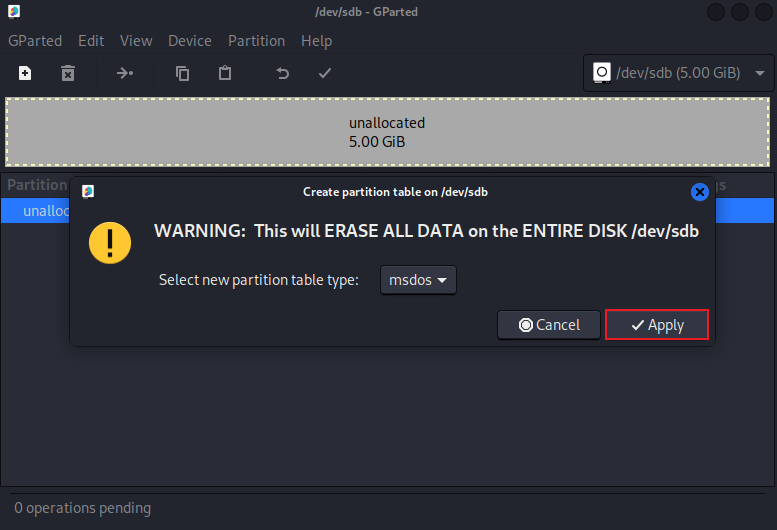 /dev/sdb - GParted
GParted Edit View Device Partition Help
/dev/sdb (5.00 GiB)
unallocated
5.00 GiB
Partition
Create partition table on /dev/sdb
unalloc
WARNING: This will ERASE ALL DATA on the ENTIRE DISK /dev/sdb
Select new partition table type: msdos
Cancel Apply
0 operations pending